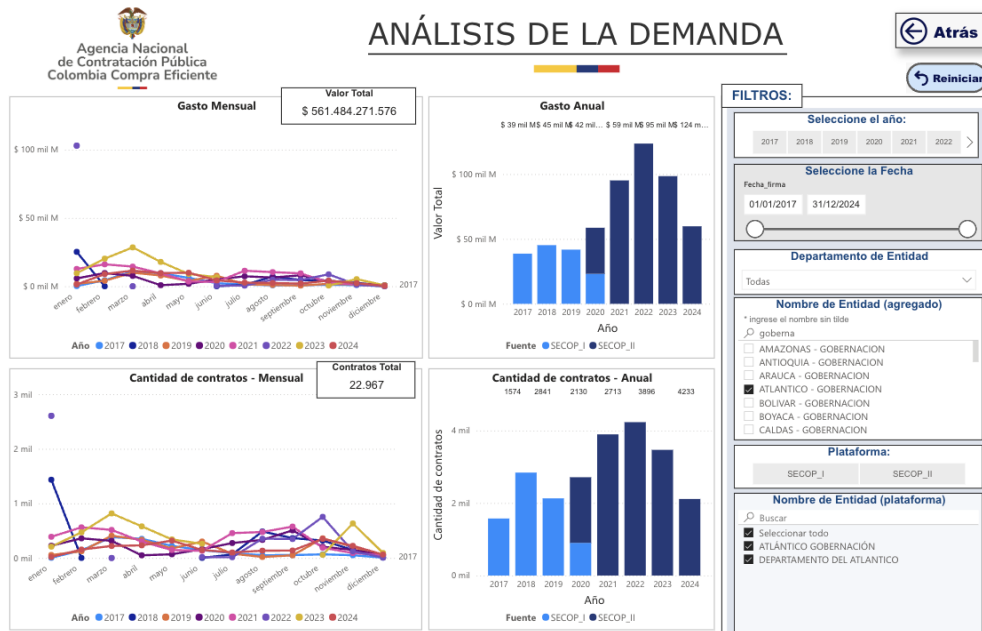 Agencia Nacional
de Contratación Pública
Colombia Compra Eficiente
ANÁLISIS DE LA DEMANDA
Atrás
Reiniciar
Gasto Mensual
Valor Total
$ 561.484.271.576
$ 100 mil M
$ 50 mil M
$ 0 mil M
2017
enero
febrero
marzo
abril
mayo
junio
julio
agosto
septiembre
octubre
noviembre
diciembre
Año 2017 2018 2019 2020 2021 2022 2023 2024
Gasto Anual
$ 39 mil M $ 45 mil M $ 42 mil... $ 59 mil M $ 95 mil M $ 124 m...
Valor Total
$ 100 mil M
$ 50 mil M
$ 0 mil M
2017 2018 2019 2020 2021 2022 2023 2024
Año
Fuente SECOP_I SECOP_II
Cantidad de contratos - Mensual
Contratos Total
22.967
3 mil
2 mil
1 mil
0 mil
2017
enero
febrero
marzo
abril
mayo
junio
julio
agosto
septiembre
octubre
noviembre
diciembre
Año 2017 2018 2019 2020 2021 2022 2023 2024
Cantidad de contratos - Anual
1574 2841 2130 2713 3896 4233
Cantidad de contratos
4 mil
2 mil
0 mil
2017 2018 2019 2020 2021 2022 2023 2024
Año
Fuente SECOP_I SECOP_II
FILTROS:
Seleccione el año:
2017 2018 2019 2020 2021 2022
Seleccione la Fecha
Fecha_firma
01/01/2017 31/12/2024
Departamento de Entidad
Todas
Nombre de Entidad (agregado)
* ingrese el nombre sin tilde
goberna
AMAZONAS - GOBERNACION
ANTIOQUIA - GOBERNACION
ARAUCA - GOBERNACION
ATLANTICO - GOBERNACION
BOLIVAR - GOBERNACION
BOYACA - GOBERNACION
CALDAS - GOBERNACION
Plataforma:
SECOP_I SECOP_II
Nombre de Entidad (plataforma)
Buscar
Seleccionar todo
ATLÁNTICO GOBERNACIÓN
DEPARTAMENTO DEL ATLANTICO